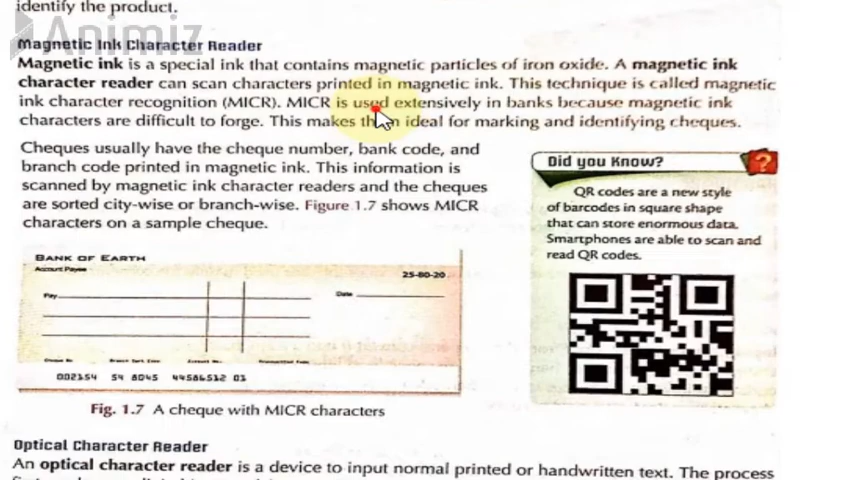 identify the product.
Animiz
Magnetic Ink Character Reader
Magnetic ink is a special ink that contains magnetic particles of iron oxide. A magnetic ink
character reader can scan characters printed in magnetic ink. This technique is called magnetic
ink character recognition (MICR). MICR is used extensively in banks because magnetic ink
characters are difficult to forge. This makes them ideal for marking and identifying cheques.
Cheques usually have the cheque number, bank code, and
branch code printed in magnetic ink. This information is
scanned by magnetic ink character readers and the cheques
are sorted city-wise or branch-wise. Figure 1.7 shows MICR
characters on a sample cheque.
BANK OF EARTH
Account Payee
25-80-20
Pay
Date
002154 54 8045 44586512 01
Fig. 1.7 A cheque with MICR characters
Did you Know?
?
QR codes are a new style
of barcodes in square shape
that can store enormous data.
Smartphones are able to scan and
read QR codes.
Optical Character Reader
An optical character reader is a device to input normal printed or handwritten text. The process